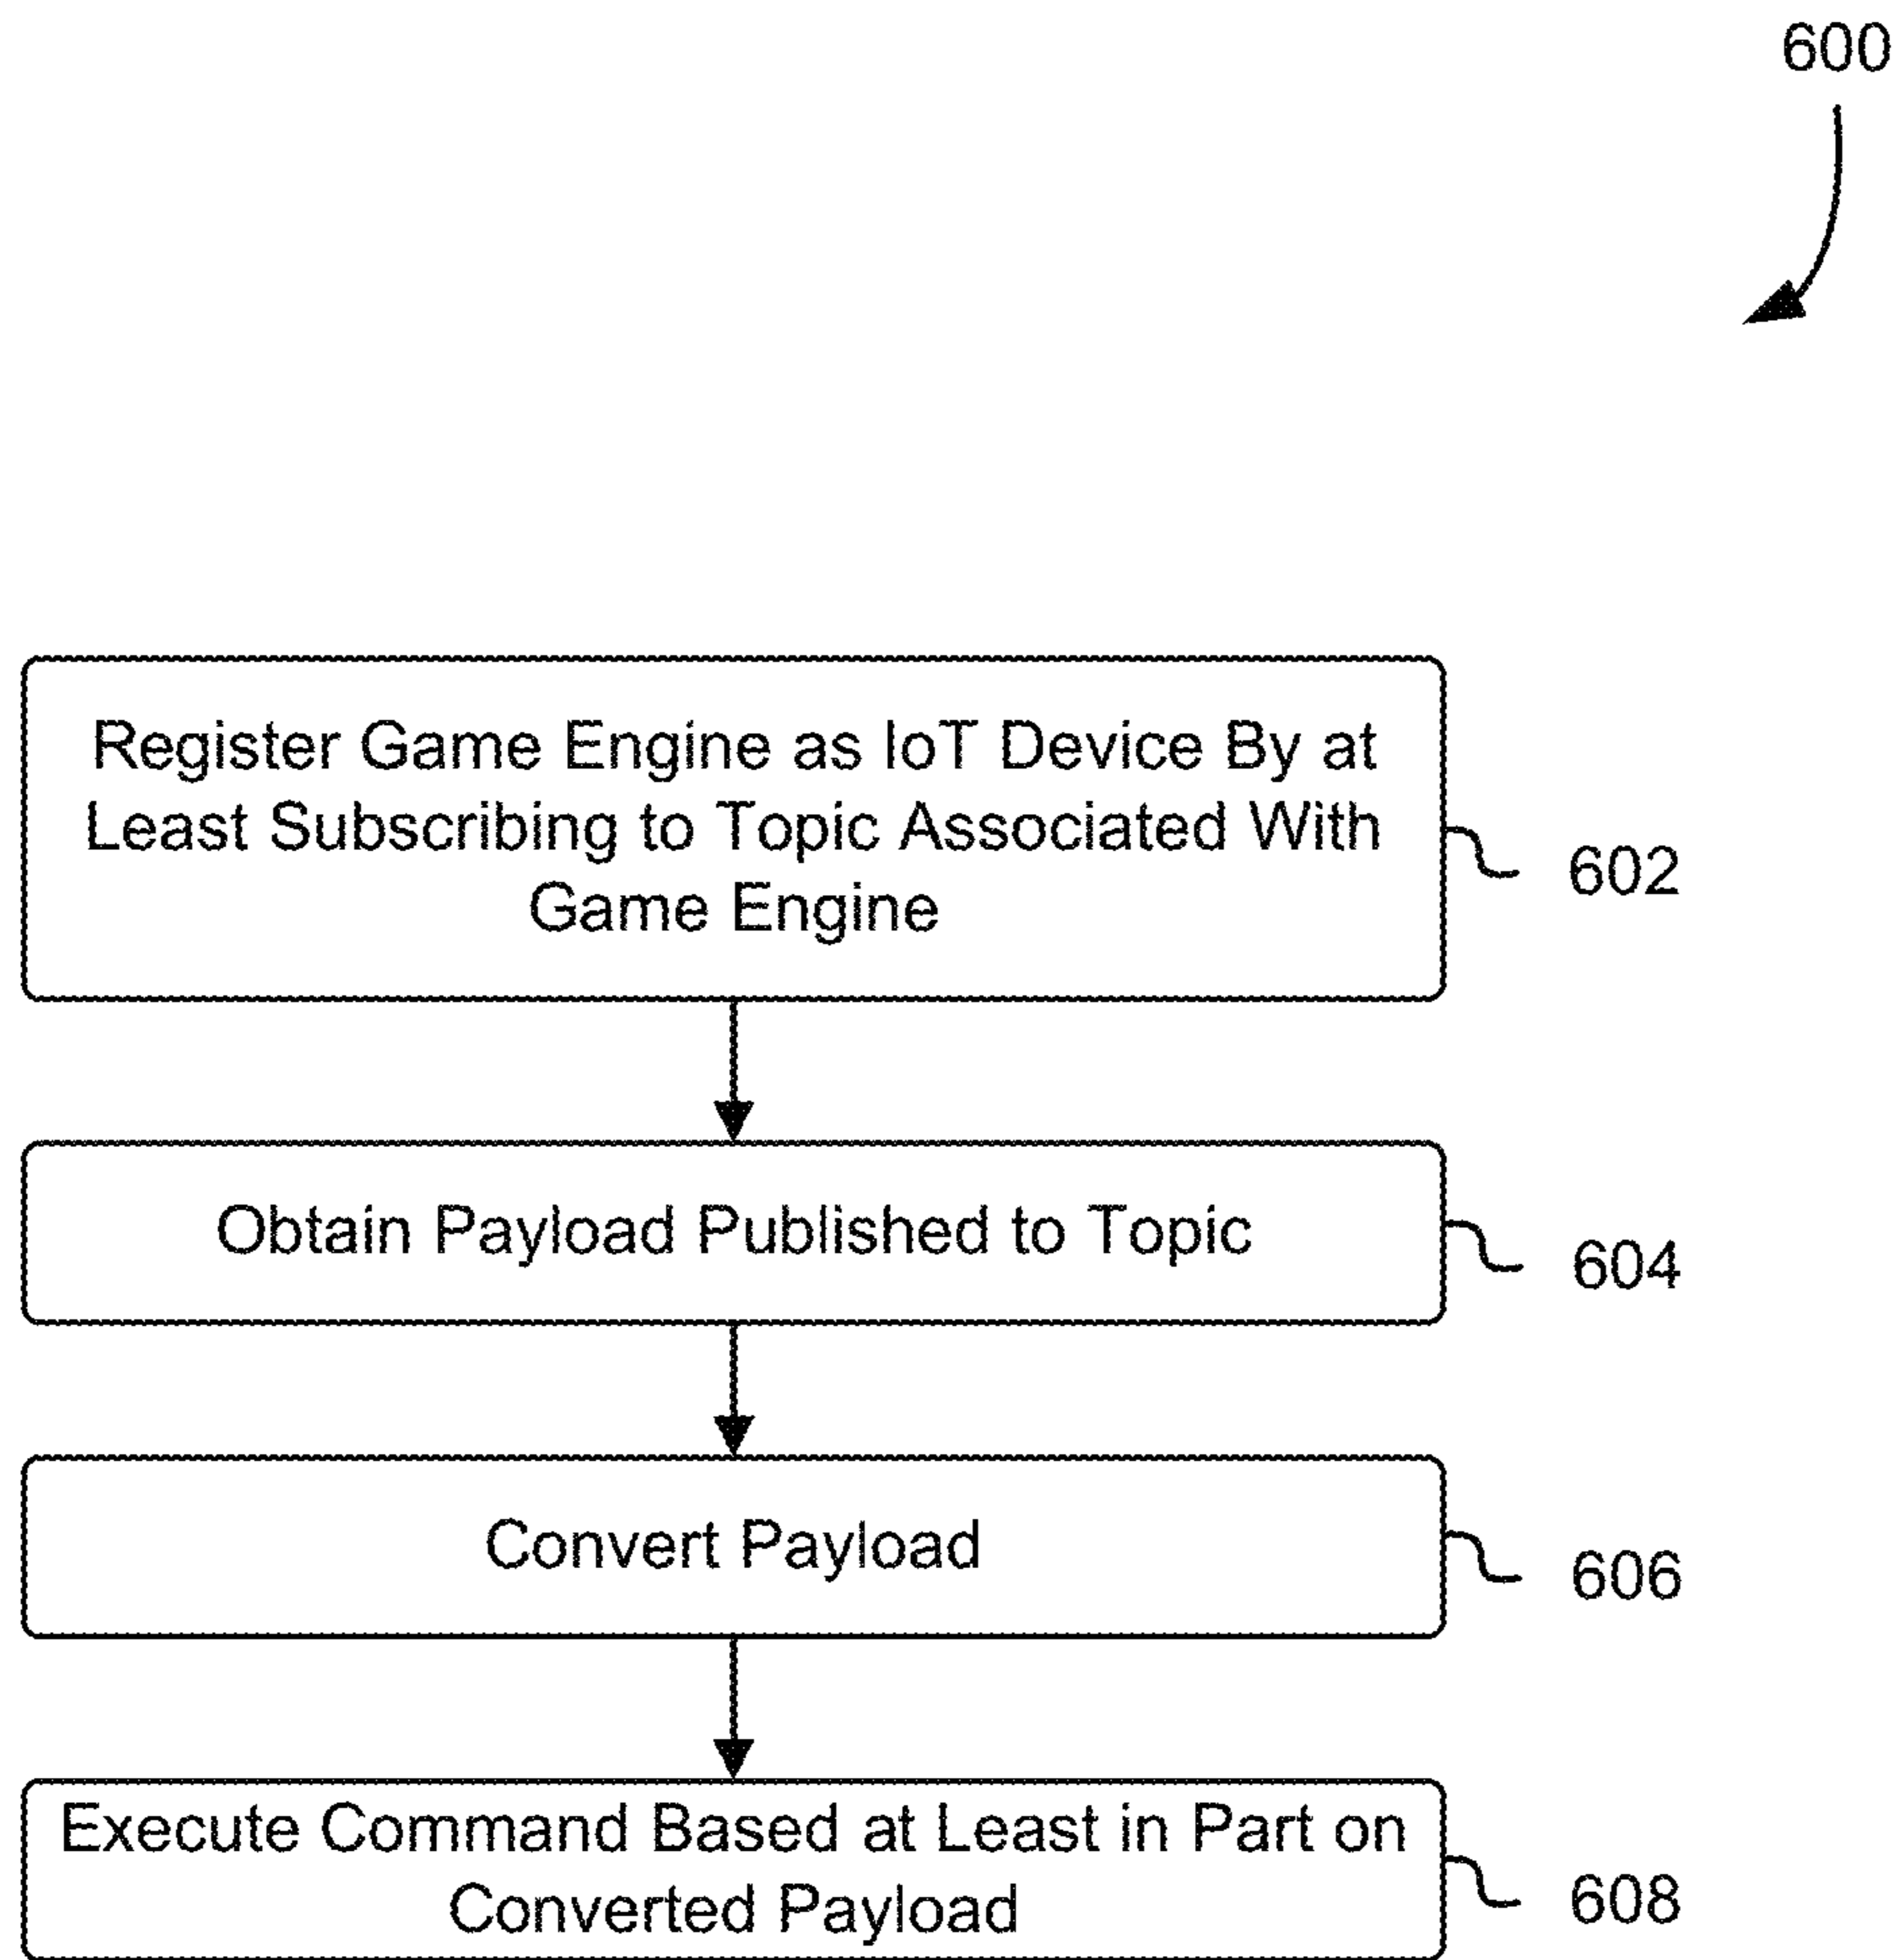 600
Register Game Engine as IoT Device By at
Least Subscribing to Topic Associated With
Game Engine
602
Obtain Payload Published to Topic
604
Convert Payload
606
Execute Command Based at Least in Part on
Converted Payload
608